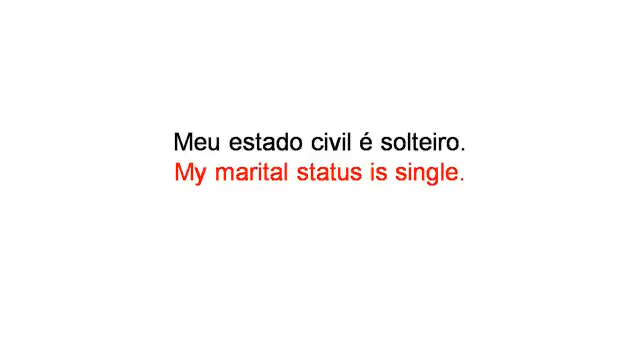 Meu estado civil é solteiro.
My marital status is single.